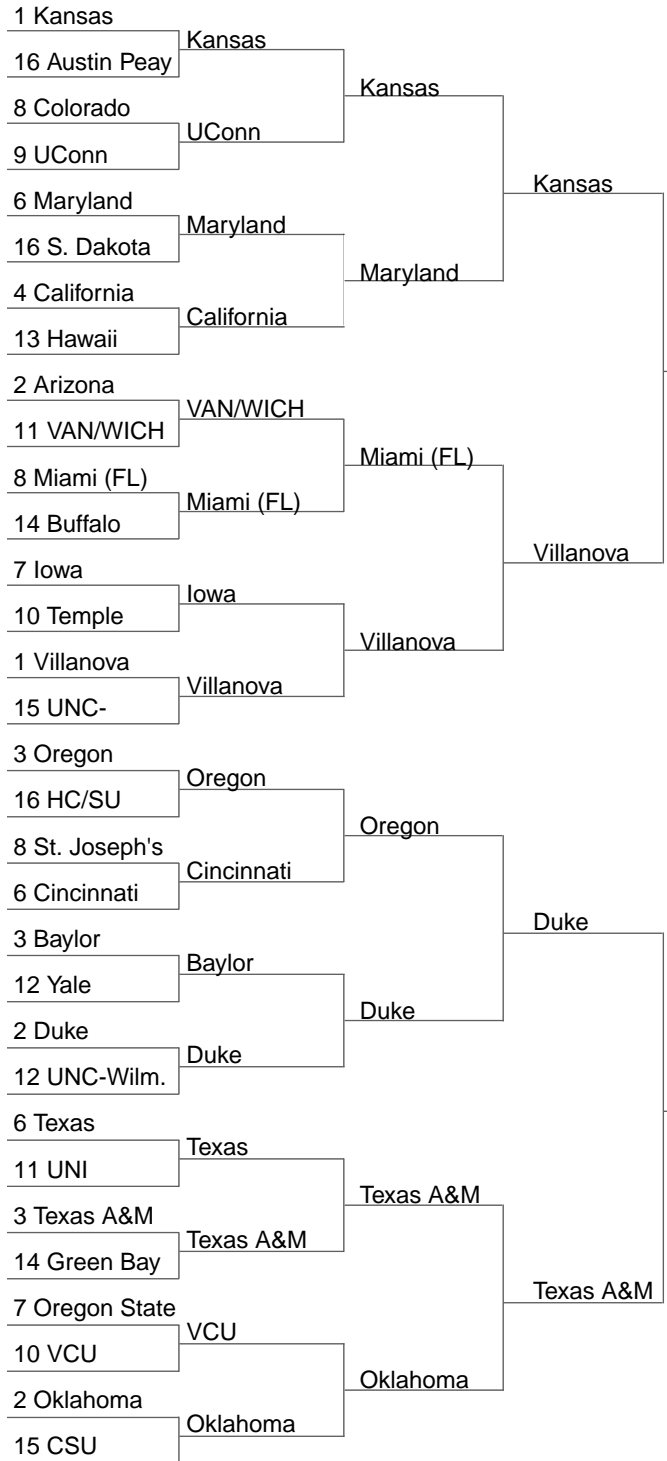 1 Kansas
16 Austin Peay
8 Colorado
9 UConn
6 Maryland
16 S. Dakota
4 California
13 Hawaii
2 Arizona
11 VAN/WICH
8 Miami (FL)
14 Buffalo
7 Iowa
10 Temple
1 Villanova
15 UNC-
3 Oregon
16 HC/SU
8 St. Joseph's
6 Cincinnati
3 Baylor
12 Yale
2 Duke
12 UNC-Wilm.
6 Texas
11 UNI
3 Texas A&M
14 Green Bay
7 Oregon State
10 VCU
2 Oklahoma
15 CSU
Kansas
UConn
Maryland
California
VAN/WICH
Miami (FL)
Iowa
Villanova
Oregon
Cincinnati
Baylor
Duke
Texas
Texas A&M
VCU
Oklahoma
Kansas
Maryland
Miami (FL)
Villanova
Oregon
Duke
Texas A&M
Oklahoma
Kansas
Villanova
Duke
Texas A&M